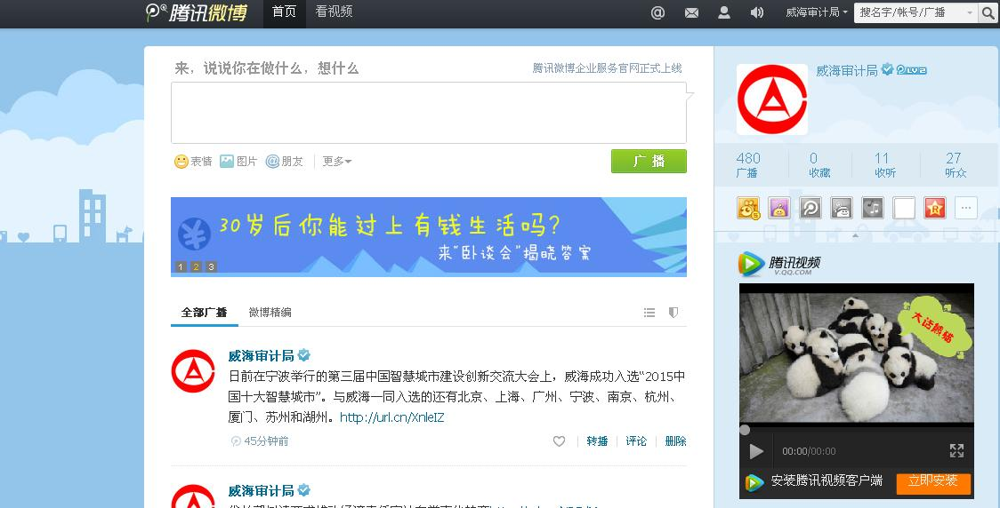 腾讯微博
首页
看视频
威海审计局
搜名字/帐号/广播
来，说说你在做什么，想什么
腾讯微博企业服务官网正式上线
表情
图片
朋友
更多
广播
30岁后你能过上有钱生活吗?
来“卧谈会”揭晓答案
1 2 3
全部广播
微博精编
威海审计局
日前在宁波举行的第三届中国智慧城市建设创新交流大会上，威海成功入选“2015中
国十大智慧城市”。与威海一同入选的还有北京、上海、广州、宁波、南京、杭州、
厦门、苏州和湖州。http://url.cn/XnleIZ
45分钟前
转播
评论
删除
威海审计局
威海审计局
LV2
480
广播
0
收藏
11
收听
27
听众
腾讯视频
V.QQ.COM
大话熊猫
00:00/00:00
安装腾讯视频客户端
立即安装